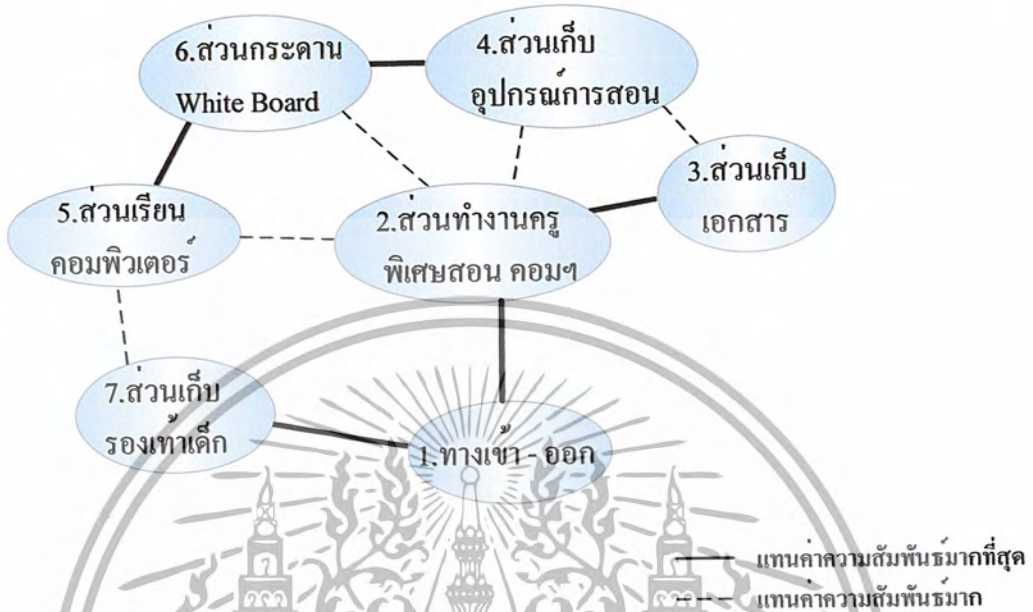 6.ส่วนกระดาน
White Board
4.ส่วนเก็บ
อุปกรณ์การสอน
3.ส่วนเก็บ
เอกสาร
5.ส่วนเรียน
คอมพิวเตอร์
2.ส่วนทำงานครู
พิเศษสอน คอมฯ
7.ส่วนเก็บ
รองเท้าเด็ก
1.ทางเข้า - ออก
แทนค่าความสัมพันธ์มากที่สุด
แทนค่าความสัมพันธ์มาก